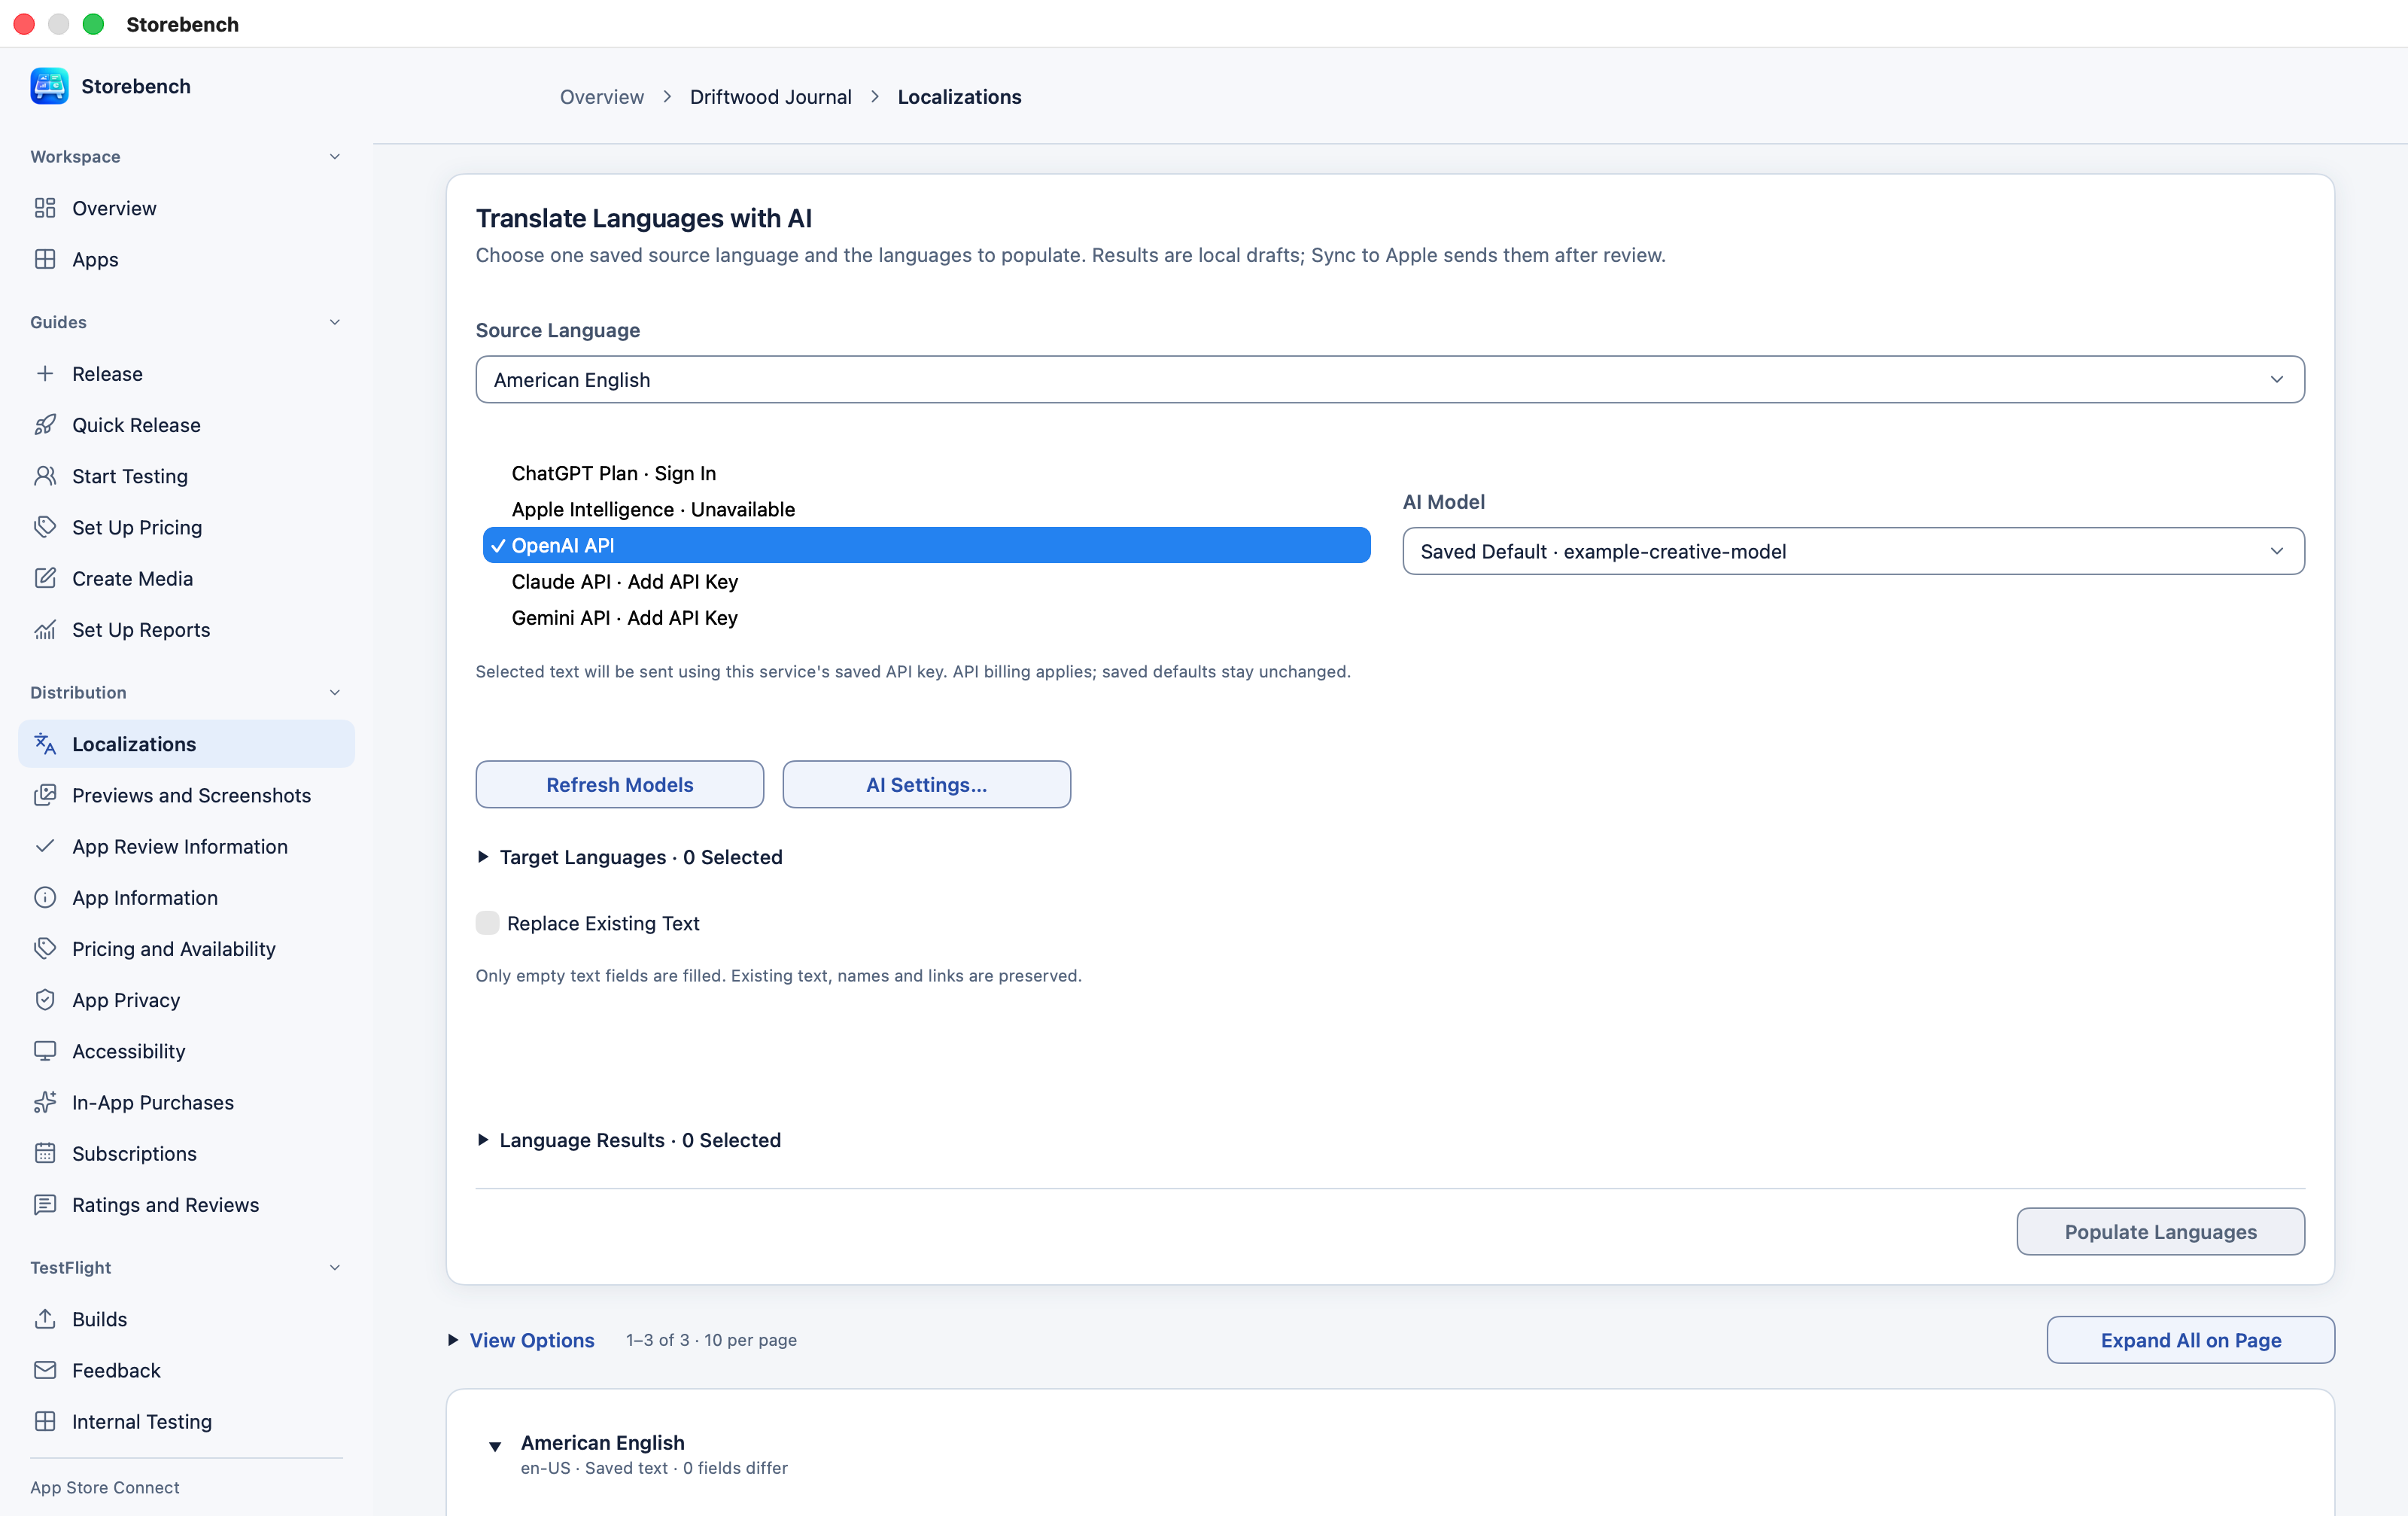 Storebench
Storebench
Workspace
Overview
Apps
Guides
Release
Quick Release
Start Testing
Set Up Pricing
Create Media
Set Up Reports
Distribution
Localizations
Previews and Screenshots
App Review Information
App Information
Pricing and Availability
App Privacy
Accessibility
In-App Purchases
Subscriptions
Ratings and Reviews
TestFlight
Builds
Feedback
Internal Testing
App Store Connect
Overview > Driftwood Journal > Localizations
Translate Languages with AI
Choose one saved source language and the languages to populate. Results are local drafts; Sync to Apple sends them after review.
Source Language
American English
ChatGPT Plan · Sign In
Apple Intelligence · Unavailable
✓ OpenAI API
Claude API · Add API Key
Gemini API · Add API Key
AI Model
Saved Default · example-creative-model
Selected text will be sent using this service's saved API key. API billing applies; saved defaults stay unchanged.
Refresh Models
AI Settings...
Target Languages · 0 Selected
Replace Existing Text
Only empty text fields are filled. Existing text, names and links are preserved.
Language Results · 0 Selected
Populate Languages
View Options
1–3 of 3 · 10 per page
Expand All on Page
American English
en-US · Saved text · 0 fields differ